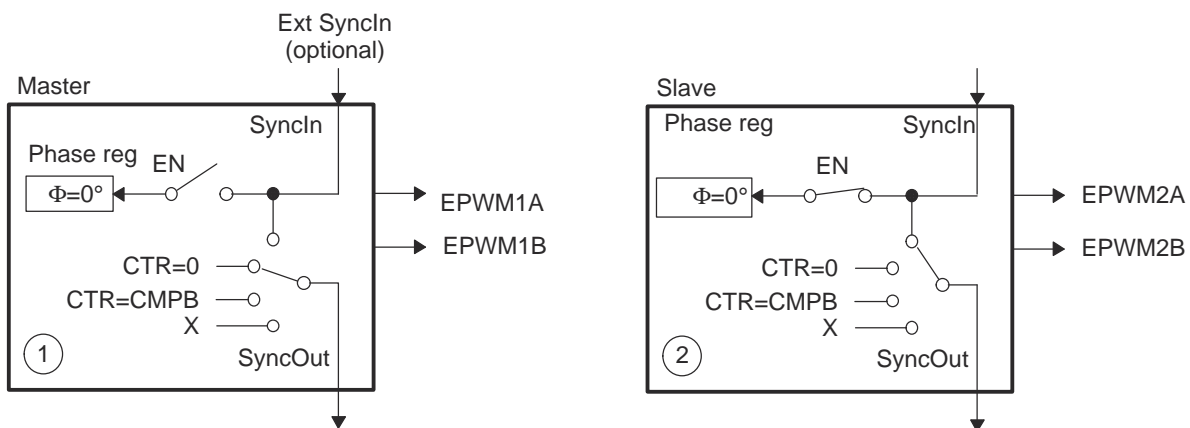 Ext SyncIn
(optional)
Master
SyncIn
Phase reg
EN
Φ=0°
EPWM1A
EPWM1B
CTR=0
CTR=CMPB
X
1
SyncOut
Slave
Phase reg
SyncIn
EN
Φ=0°
EPWM2A
EPWM2B
CTR=0
CTR=CMPB
X
2
SyncOut